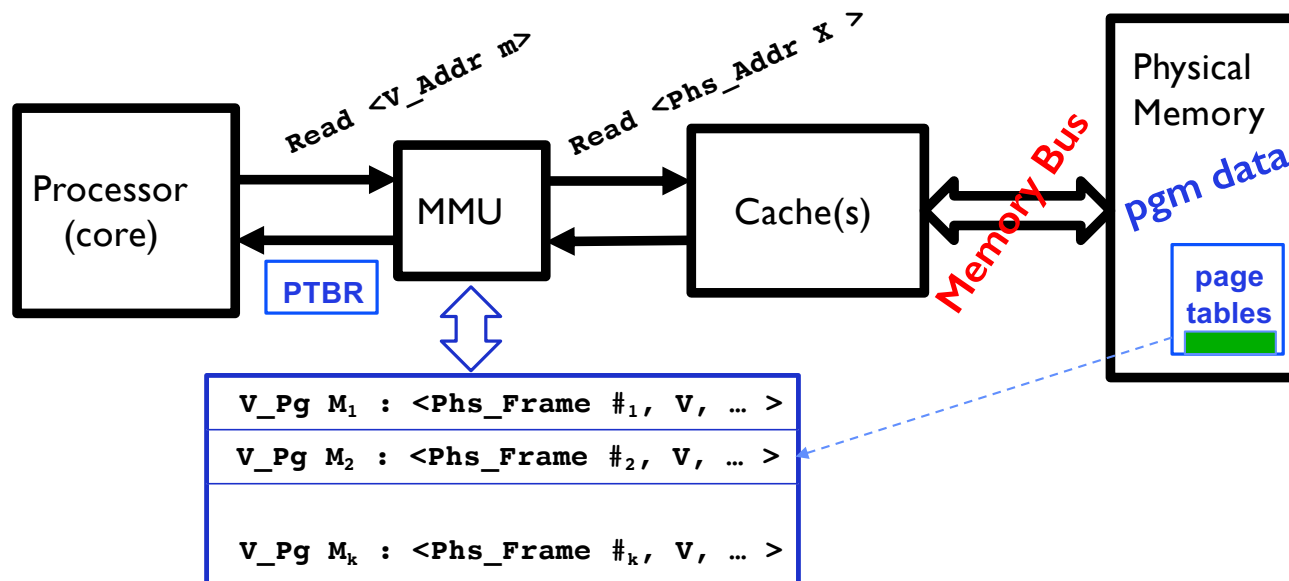 Read <V_Addr m>
Read <Phs_Addr X >
Processor
(core)
MMU
Cache(s)
Memory Bus
Physical
Memory
pgm data
page
tables
PTBR
V_Pg M₁ : <Phs_Frame #₁, V, … >
V_Pg M₂ : <Phs_Frame #₂, V, … >
V_Pg Mₖ : <Phs_Frame #ₖ, V, … >